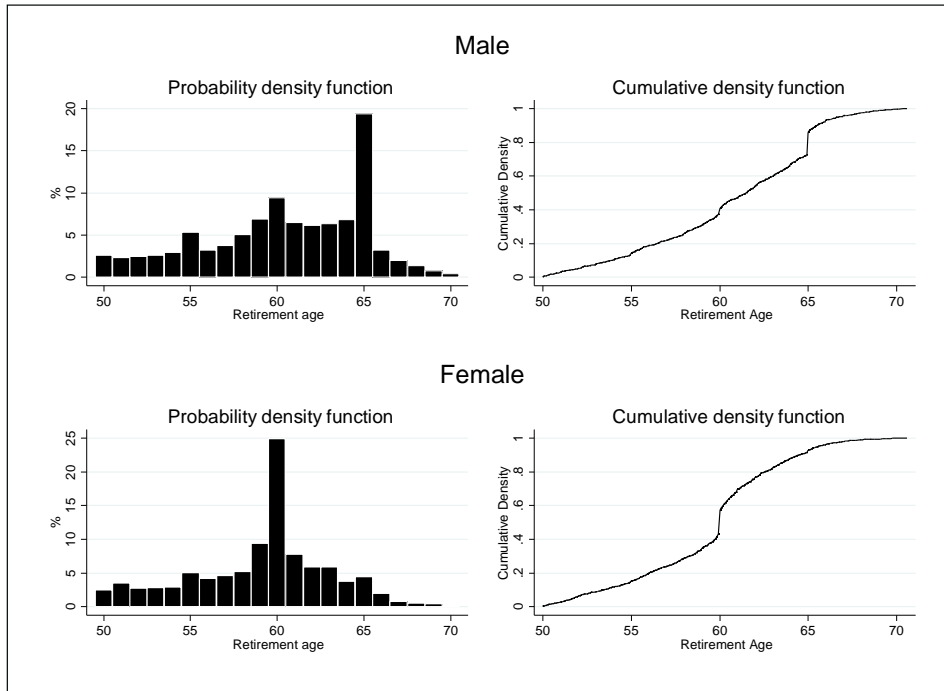 Male
Probability density function
Cumulative density function
%
20
15
10
5
0
50 55 60 65 70
Retirement age
Cumulative Density
1
.8
.6
.4
.2
0
50 55 60 65 70
Retirement Age
Female
Probability density function
Cumulative density function
%
25
20
15
10
5
0
50 55 60 65 70
Retirement age
Cumulative Density
1
.8
.6
.4
.2
0
50 55 60 65 70
Retirement Age